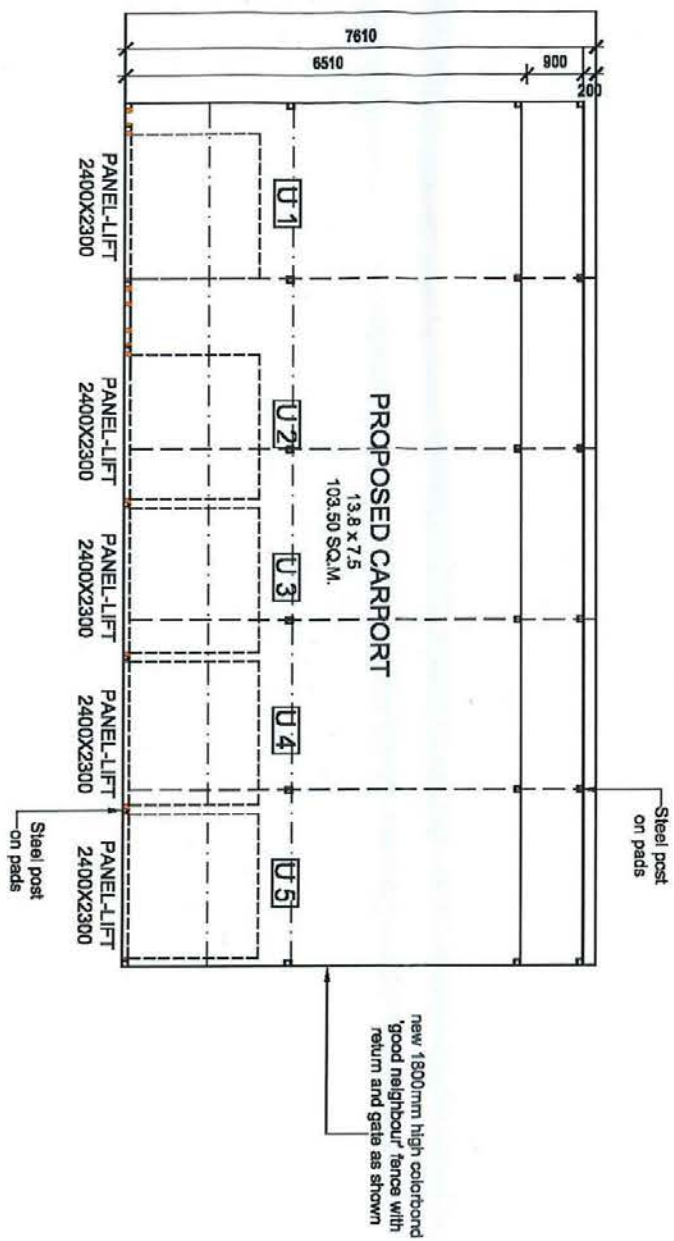 7610
6510
900
200
U 1
U 2
U 3
U 4
U 5
PROPOSED CARPORT
13.8 x 7.5
103.50 SQ.M.
PANEL-LIFT
2400X2300
PANEL-LIFT
2400X2300
PANEL-LIFT
2400X2300
PANEL-LIFT
2400X2300
PANEL-LIFT
2400X2300
Steel post
on pads
Steel post
on pads
new 1800mm high colorbond
'good neighbour' fence with
return and gate as shown